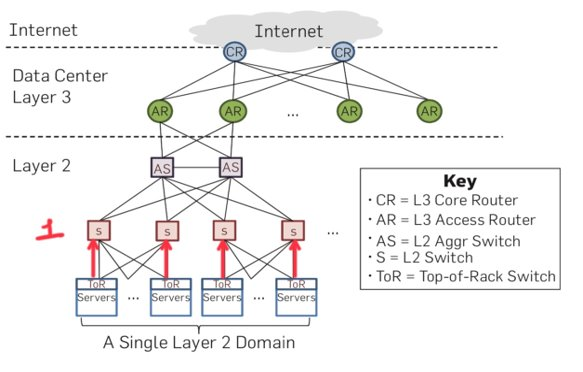 Internet
Internet
CR CR
Data Center
Layer 3
AR AR ... AR AR
Layer 2
AS AS
1 S S S S ...
ToR ToR ToR ToR
Servers ... Servers Servers ... Servers
A Single Layer 2 Domain
Key
· CR = L3 Core Router
· AR = L3 Access Router
· AS = L2 Aggr Switch
· S = L2 Switch
· ToR = Top-of-Rack Switch